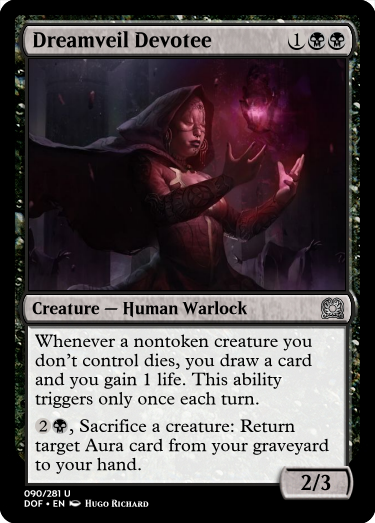 Dreamveil Devotee 1
Creature — Human Warlock
Whenever a nontoken creature you
don't control dies, you draw a card
and you gain 1 life. This ability
triggers only once each turn.
2, Sacrifice a creature: Return
target Aura card from your graveyard
to your hand.
2/3
090/281 U
DOF • EN Hugo Richard